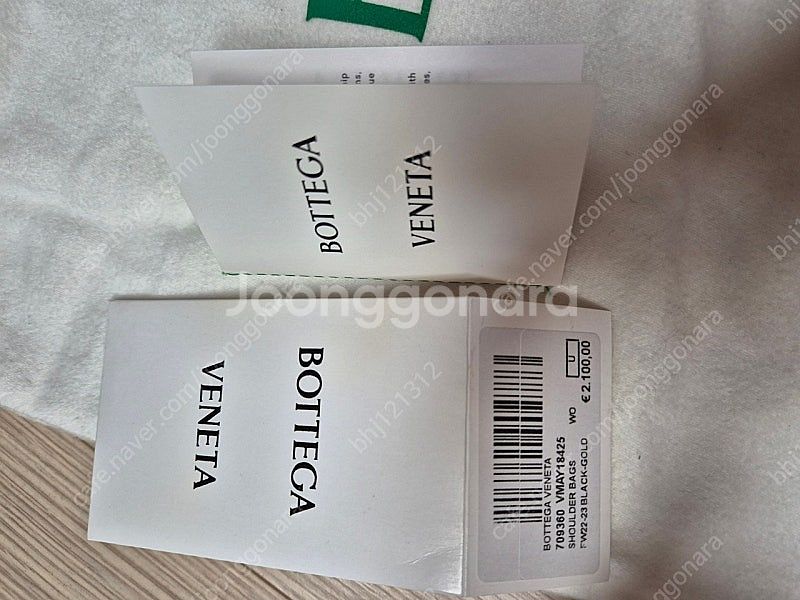 BOTTEGA
VENETA
BOTTEGA
VENETA
BOTTEGA VENETA
709360 VMAY18425
SHOULDER BAGS WO
FW22-23 BLACK-GOLD € 2.100,00
Joonggonara
cafe.naver.com/joonggonara
bhj121312